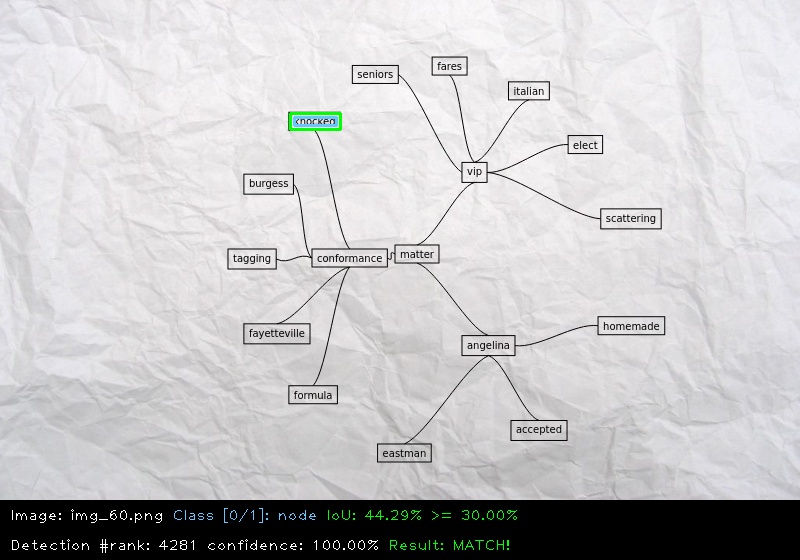 seniors
fares
italian
knocked
elect
vip
burgess
scattering
tagging
conformance
matter
fayetteville
homemade
angelina
formula
accepted
eastman
Image: img_60.png Class [0/1]: node IoU: 44.29% >= 30.00%
Detection #rank: 4281 confidence: 100.00% Result: MATCH!